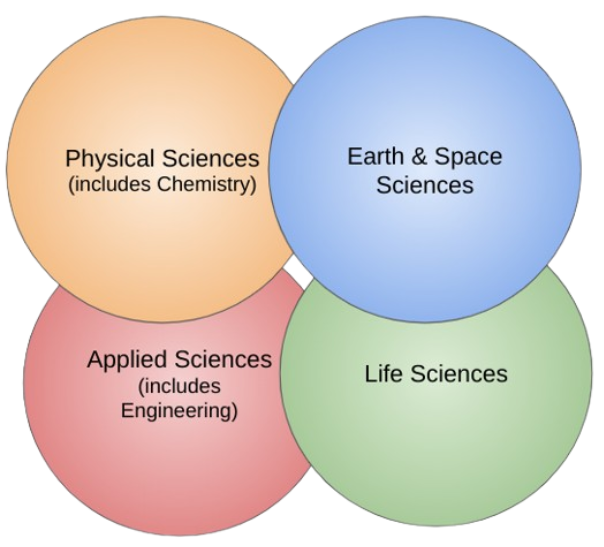 Physical Sciences
(includes Chemistry)
Earth & Space
Sciences
Applied Sciences
(includes
Engineering)
Life Sciences